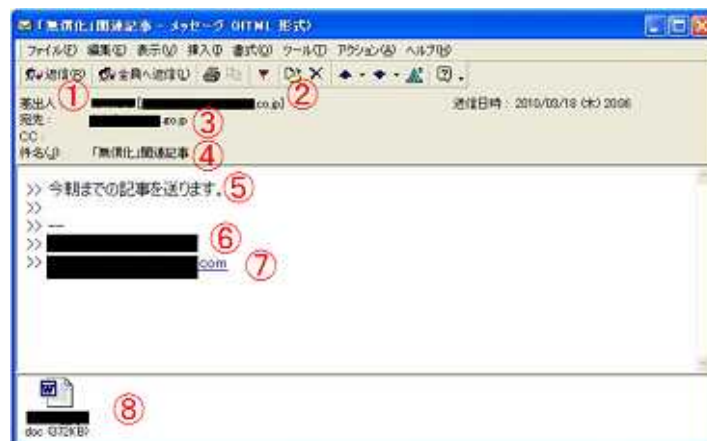 「無償化」関連記事 - メッセージ (HTML 形式)
ファイル(F) 編集(E) 表示(V) 挿入(I) 書式(O) ツール(T) アクション(A) ヘルプ(H)
返信(R) 全員へ返信(L)
差出人 ① [ co.jp] ② 送信日時: 2010/03/18 (木) 20:06
宛先: co.jp ③
CC:
件名(J): 「無償化」関連記事 ④
>> 今朝までの記事を送ります。 ⑤
>>
>> --
>> ⑥
>> com ⑦
⑧
doc (372KB)